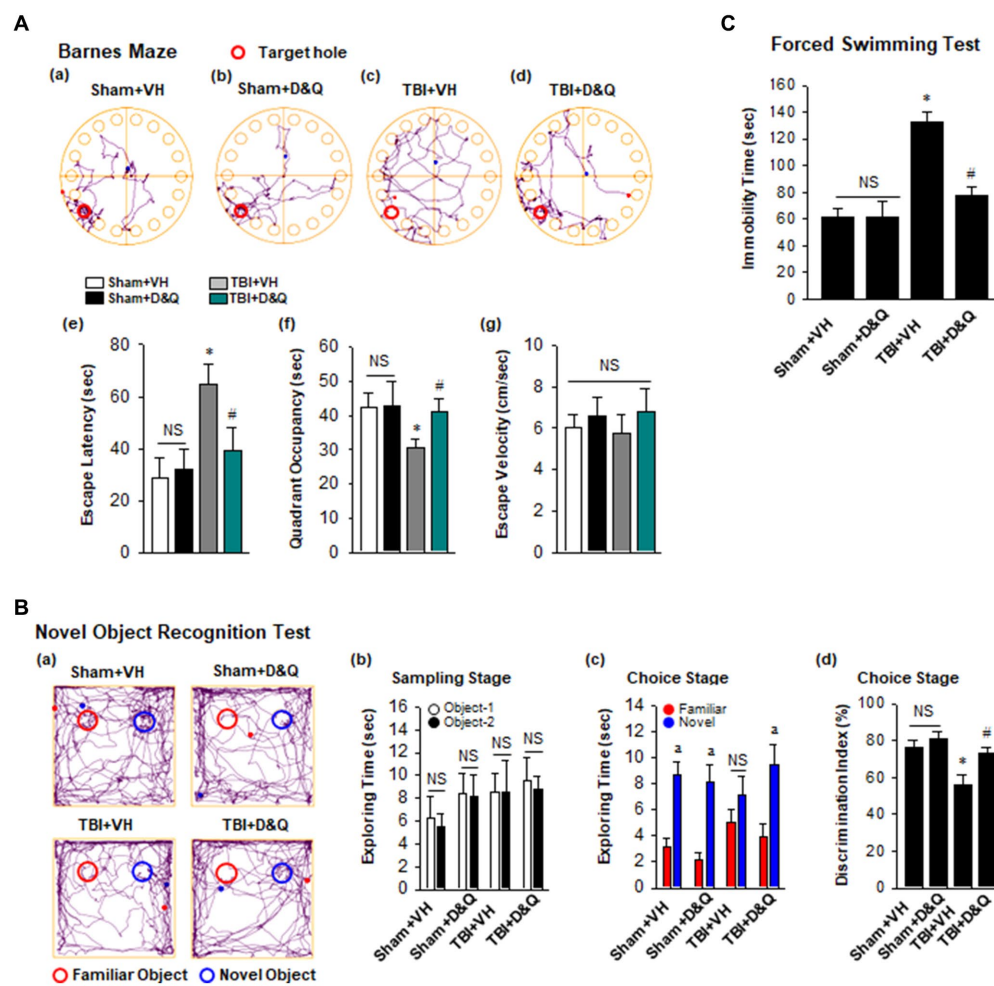 A
Barnes Maze
Target hole
(a)
Sham+VH
(b)
Sham+D&Q
(c)
TBI+VH
(d)
TBI+D&Q
Sham+VH
TBI+VH
Sham+D&Q
TBI+D&Q
(e)
Escape Latency (sec)
80
60
40
20
0
NS
*
#
(f)
Quadrant Occupancy (sec)
60
50
40
30
20
10
0
NS
*
#
(g)
Escape Velocity (cm/sec)
10
8
6
4
2
0
NS
C
Forced Swimming Test
Immobility Time (sec)
160
140
120
100
80
60
40
20
0
NS
*
#
Sham+VH
Sham+D&Q
TBI+VH
TBI+D&Q
B
Novel Object Recognition Test
(a)
Sham+VH
Sham+D&Q
TBI+VH
TBI+D&Q
Familiar Object
Novel Object
(b)
Sampling Stage
Exploring Time (sec)
16
14
12
10
8
6
4
2
0
Object-1
Object-2
NS
NS
NS
NS
Sham+VH
Sham+D&Q
TBI+VH
TBI+D&Q
(c)
Choice Stage
Exploring Time (sec)
14
12
10
8
6
4
2
0
Familiar
Novel
a
a
NS
a
Sham+VH
Sham+D&Q
TBI+VH
TBI+D&Q
(d)
Choice Stage
Discrimination Index (%)
100
80
60
40
20
0
NS
*
#
Sham+VH
Sham+D&Q
TBI+VH
TBI+D&Q